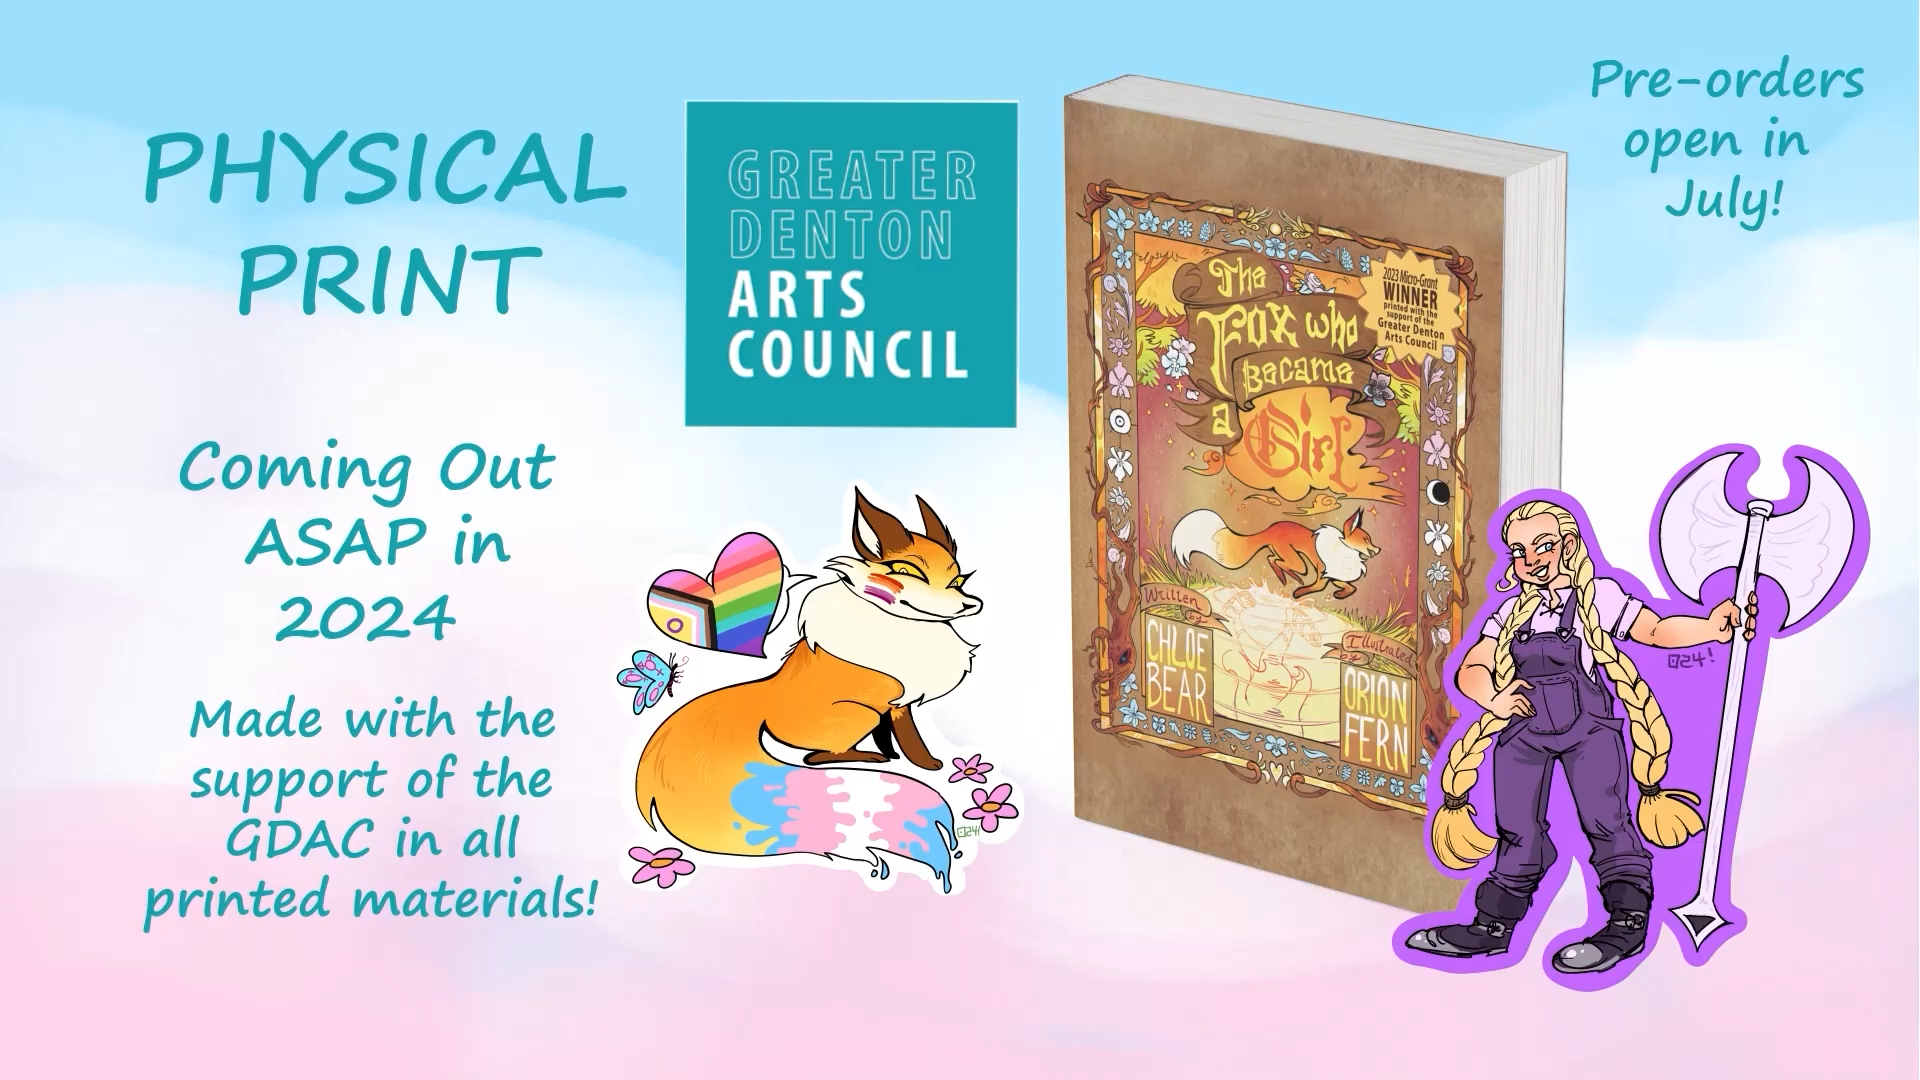 PHYSICAL
PRINT
Coming Out
ASAP in
2024
Made with the
support of the
GDAC in all
printed materials!
GREATER
DENTON
ARTS
COUNCIL
The
Fox who
Became
a Girl
2023 Micro-Grant
WINNER
printed with the
support of the
Greater Denton
Arts Council
Written
by
CHLOE
BEAR
Illustrated
by
ORION
FERN
Pre-orders
open in
July!
24!
24!